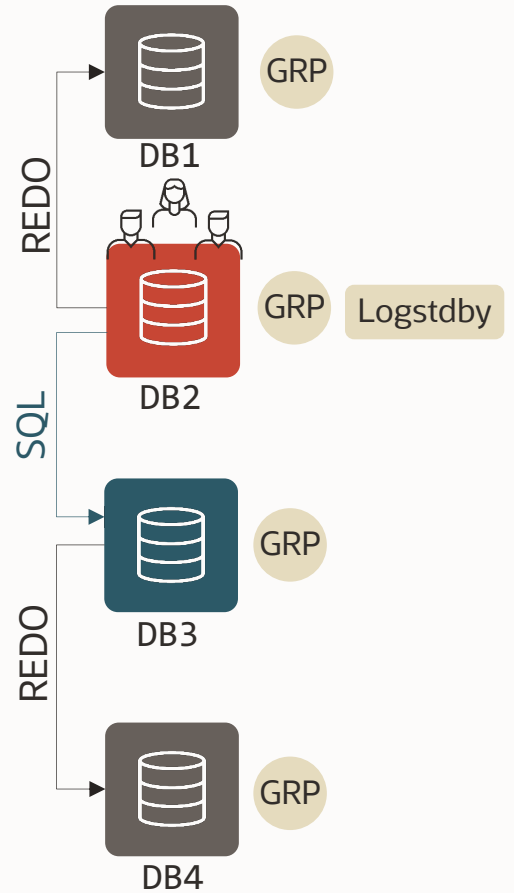 GRP
DB1
REDO
GRP
Logstdby
DB2
SQL
GRP
DB3
REDO
GRP
DB4